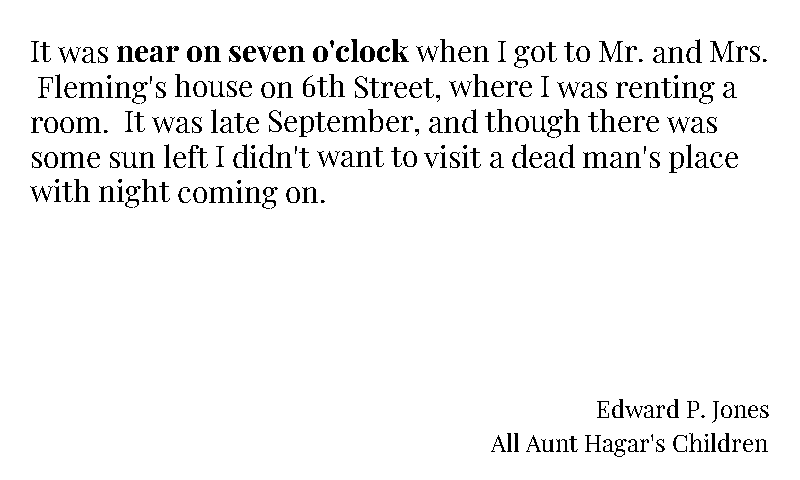 It was near on seven o'clock when I got to Mr. and Mrs.
Fleming's house on 6th Street, where I was renting a
room.  It was late September, and though there was
some sun left I didn't want to visit a dead man's place
with night coming on.
Edward P. Jones
All Aunt Hagar's Children